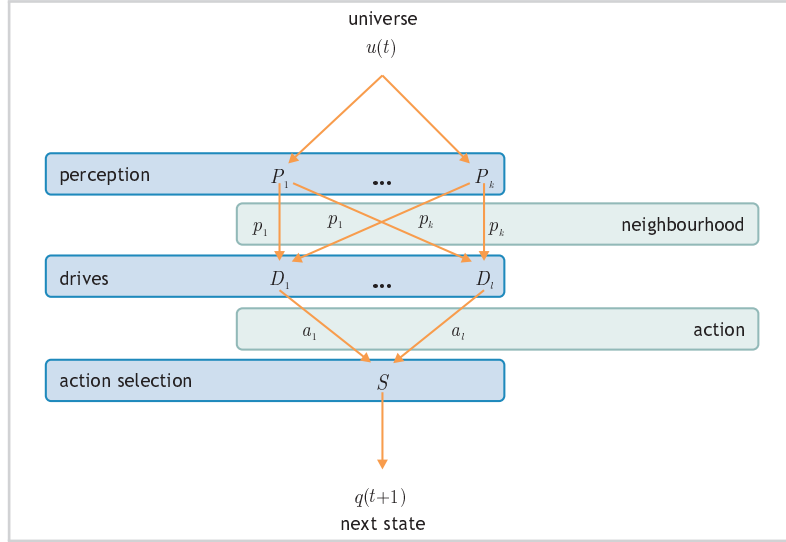 universe
u(t)
perception P₁ ... Pₖ
p₁ p₁ pₖ pₖ neighbourhood
drives D₁ ... Dₗ
a₁ aₗ action
action selection S
q(t+1)
next state